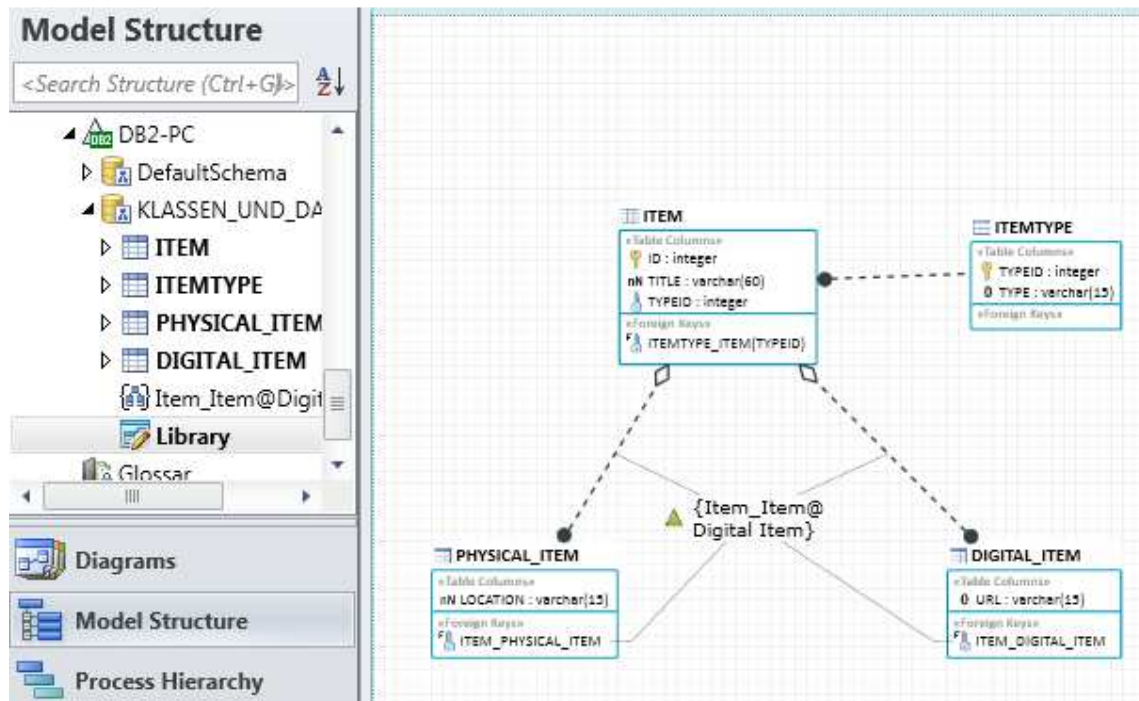 Model Structure
<Search Structure (Ctrl+G)>
A
Z
DB2
DB2-PC
DefaultSchema
KLASSEN_UND_DA
ITEM
ITEMTYPE
PHYSICAL_ITEM
DIGITAL_ITEM
Item_Item@Digit
Library
Glossar
Diagrams
Model Structure
Process Hierarchy
ITEM
«Table Columns»
ID : integer
nN TITLE : varchar(60)
TYPEID : integer
«Foreign Keys»
F ITEMTYPE_ITEM(TYPEID)
ITEMTYPE
«Table Columns»
TYPEID : integer
0 TYPE : varchar(15)
«Foreign Keys»
{Item_Item@
Digital Item}
PHYSICAL_ITEM
«Table Columns»
nN LOCATION : varchar(15)
«Foreign Keys»
F ITEM_PHYSICAL_ITEM
DIGITAL_ITEM
«Table Columns»
0 URL : varchar(15)
«Foreign Keys»
F ITEM_DIGITAL_ITEM